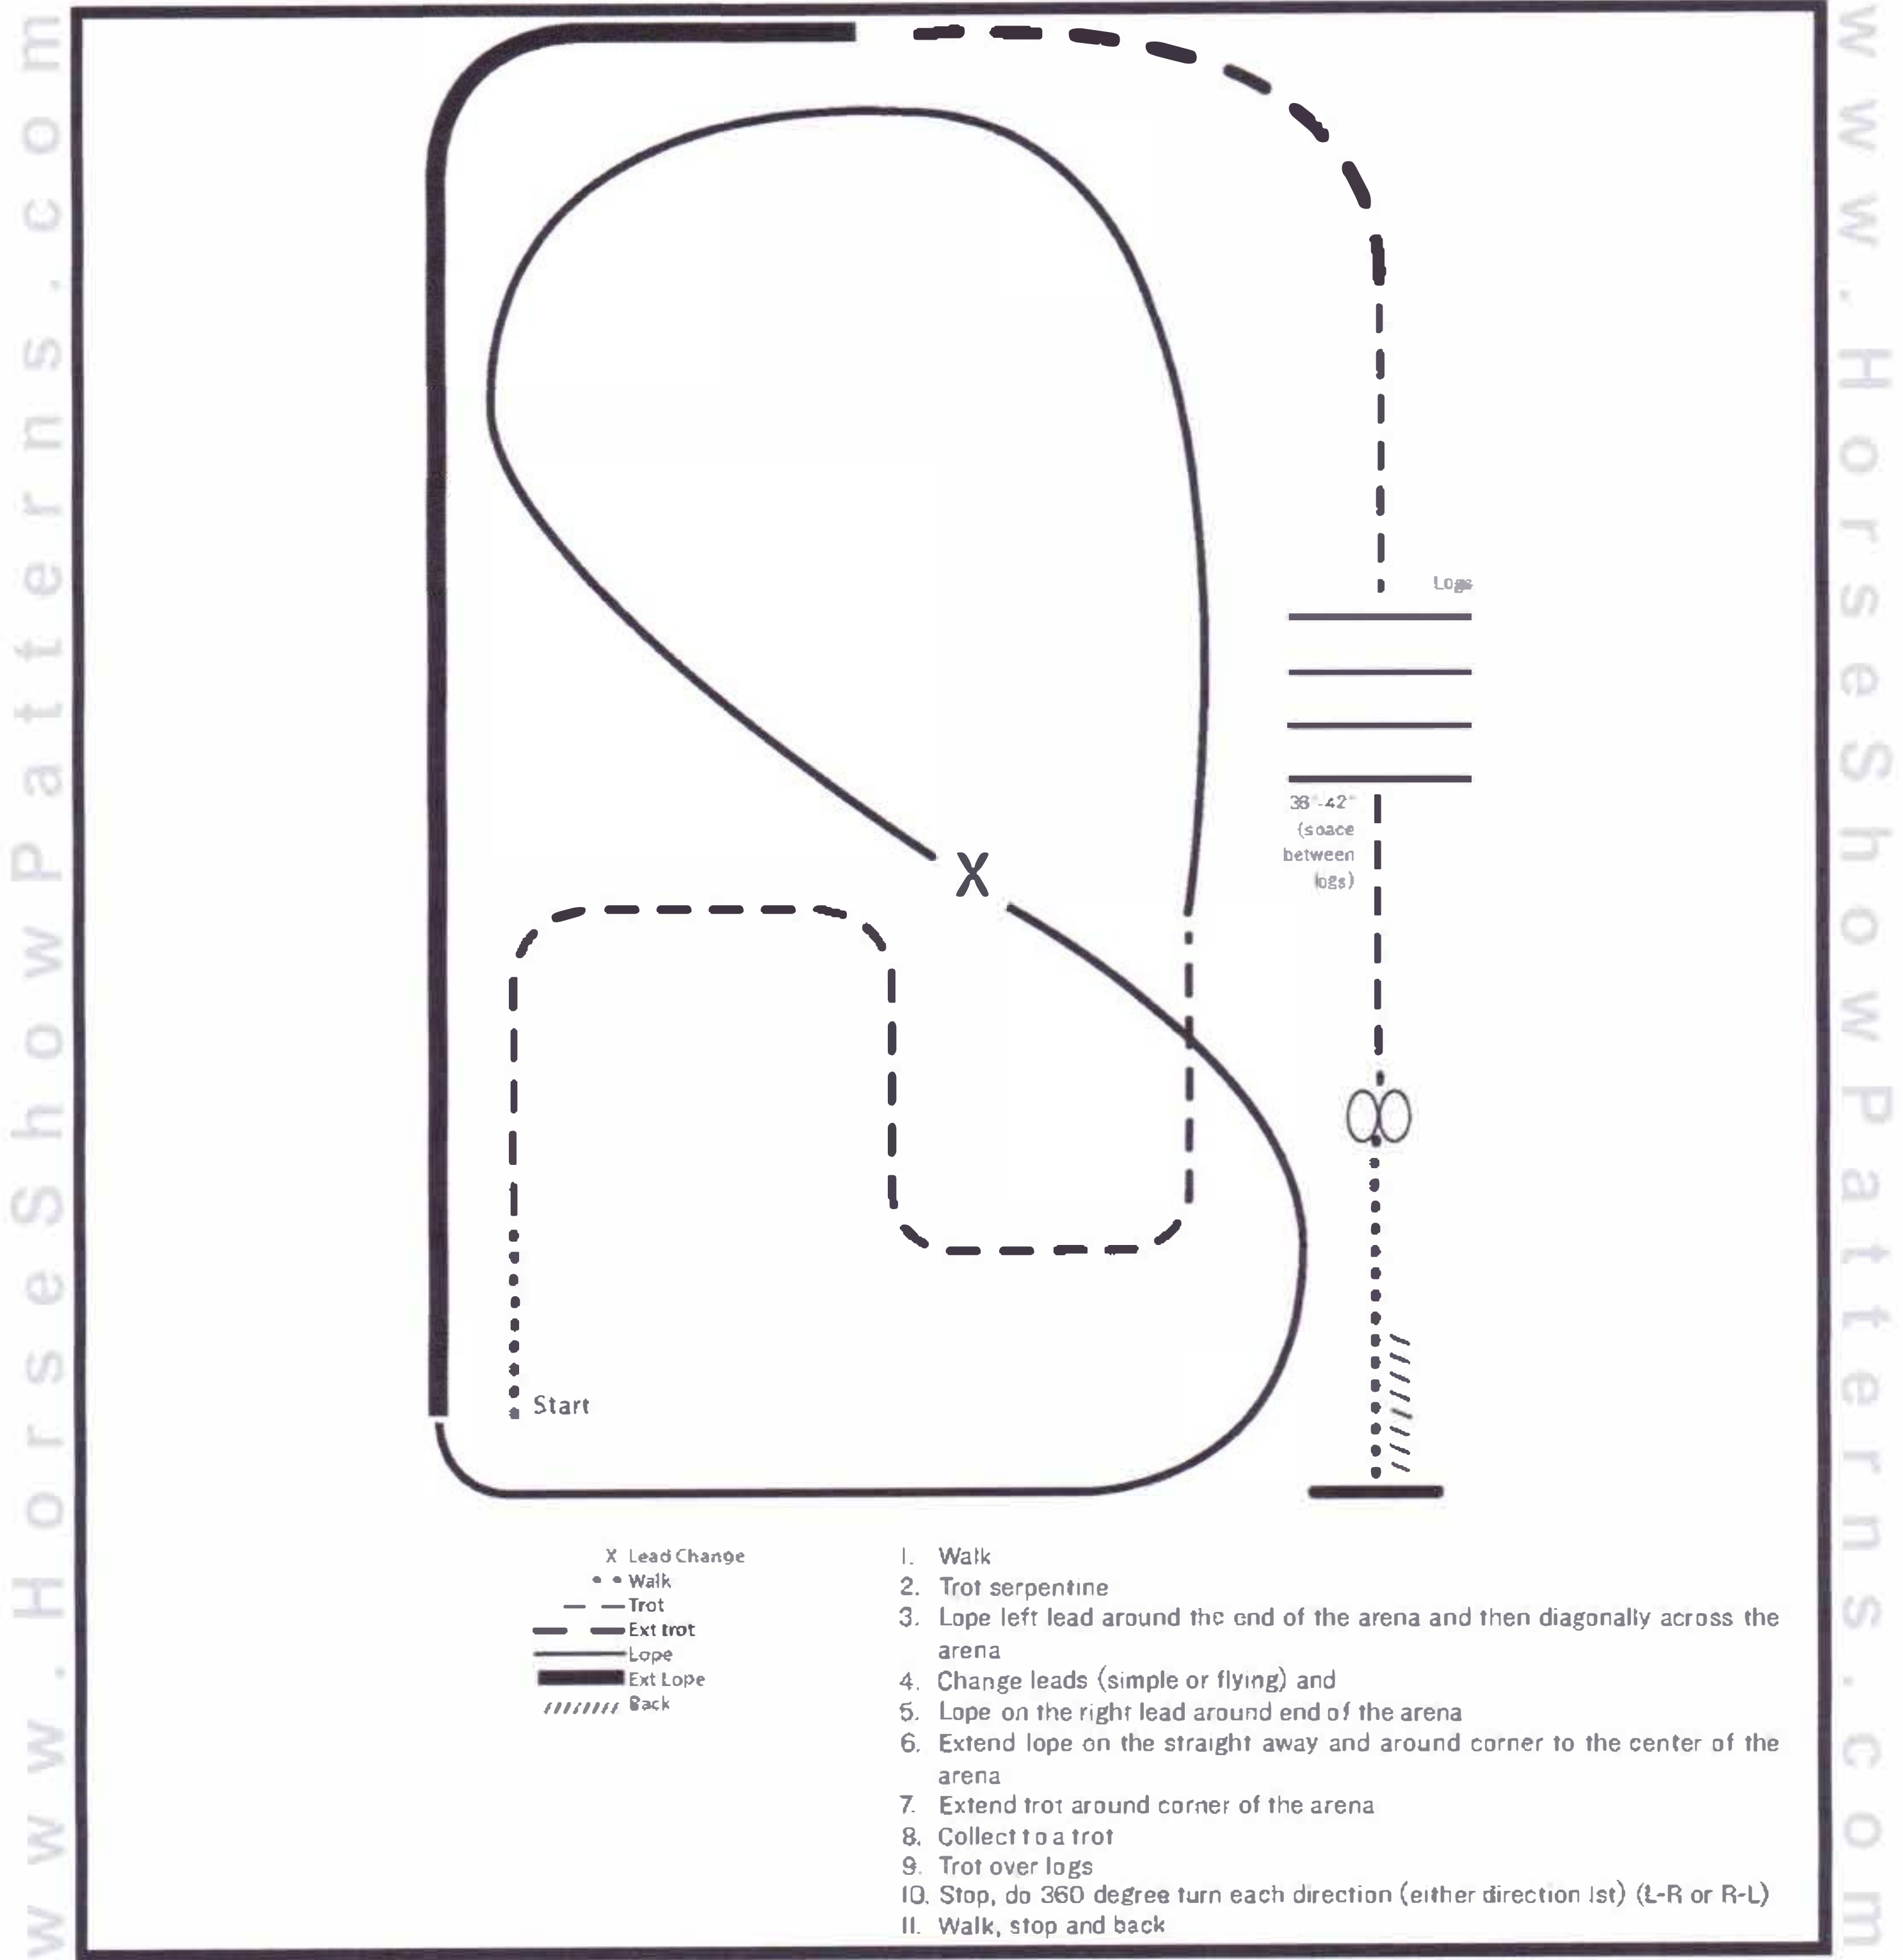 www.HorseShowPatterns.com
www.HorseShowPatterns.com
Logs
38"-42"
(soace
between
logs)
X
Start
X Lead Change
Walk
Trot
Ext trot
Lope
Ext Lope
Back
1. Walk
2. Trot serpentine
3. Lope left lead around the end of the arena and then diagonally across the
arena
4. Change leads (simple or flying) and
5. Lope on the right lead around end of the arena
6. Extend lope on the straight away and around corner to the center of the
arena
7. Extend trot around corner of the arena
8. Collect to a trot
9. Trot over logs
10. Stop, do 360 degree turn each direction (either direction 1st) (L-R or R-L)
11. Walk, stop and back